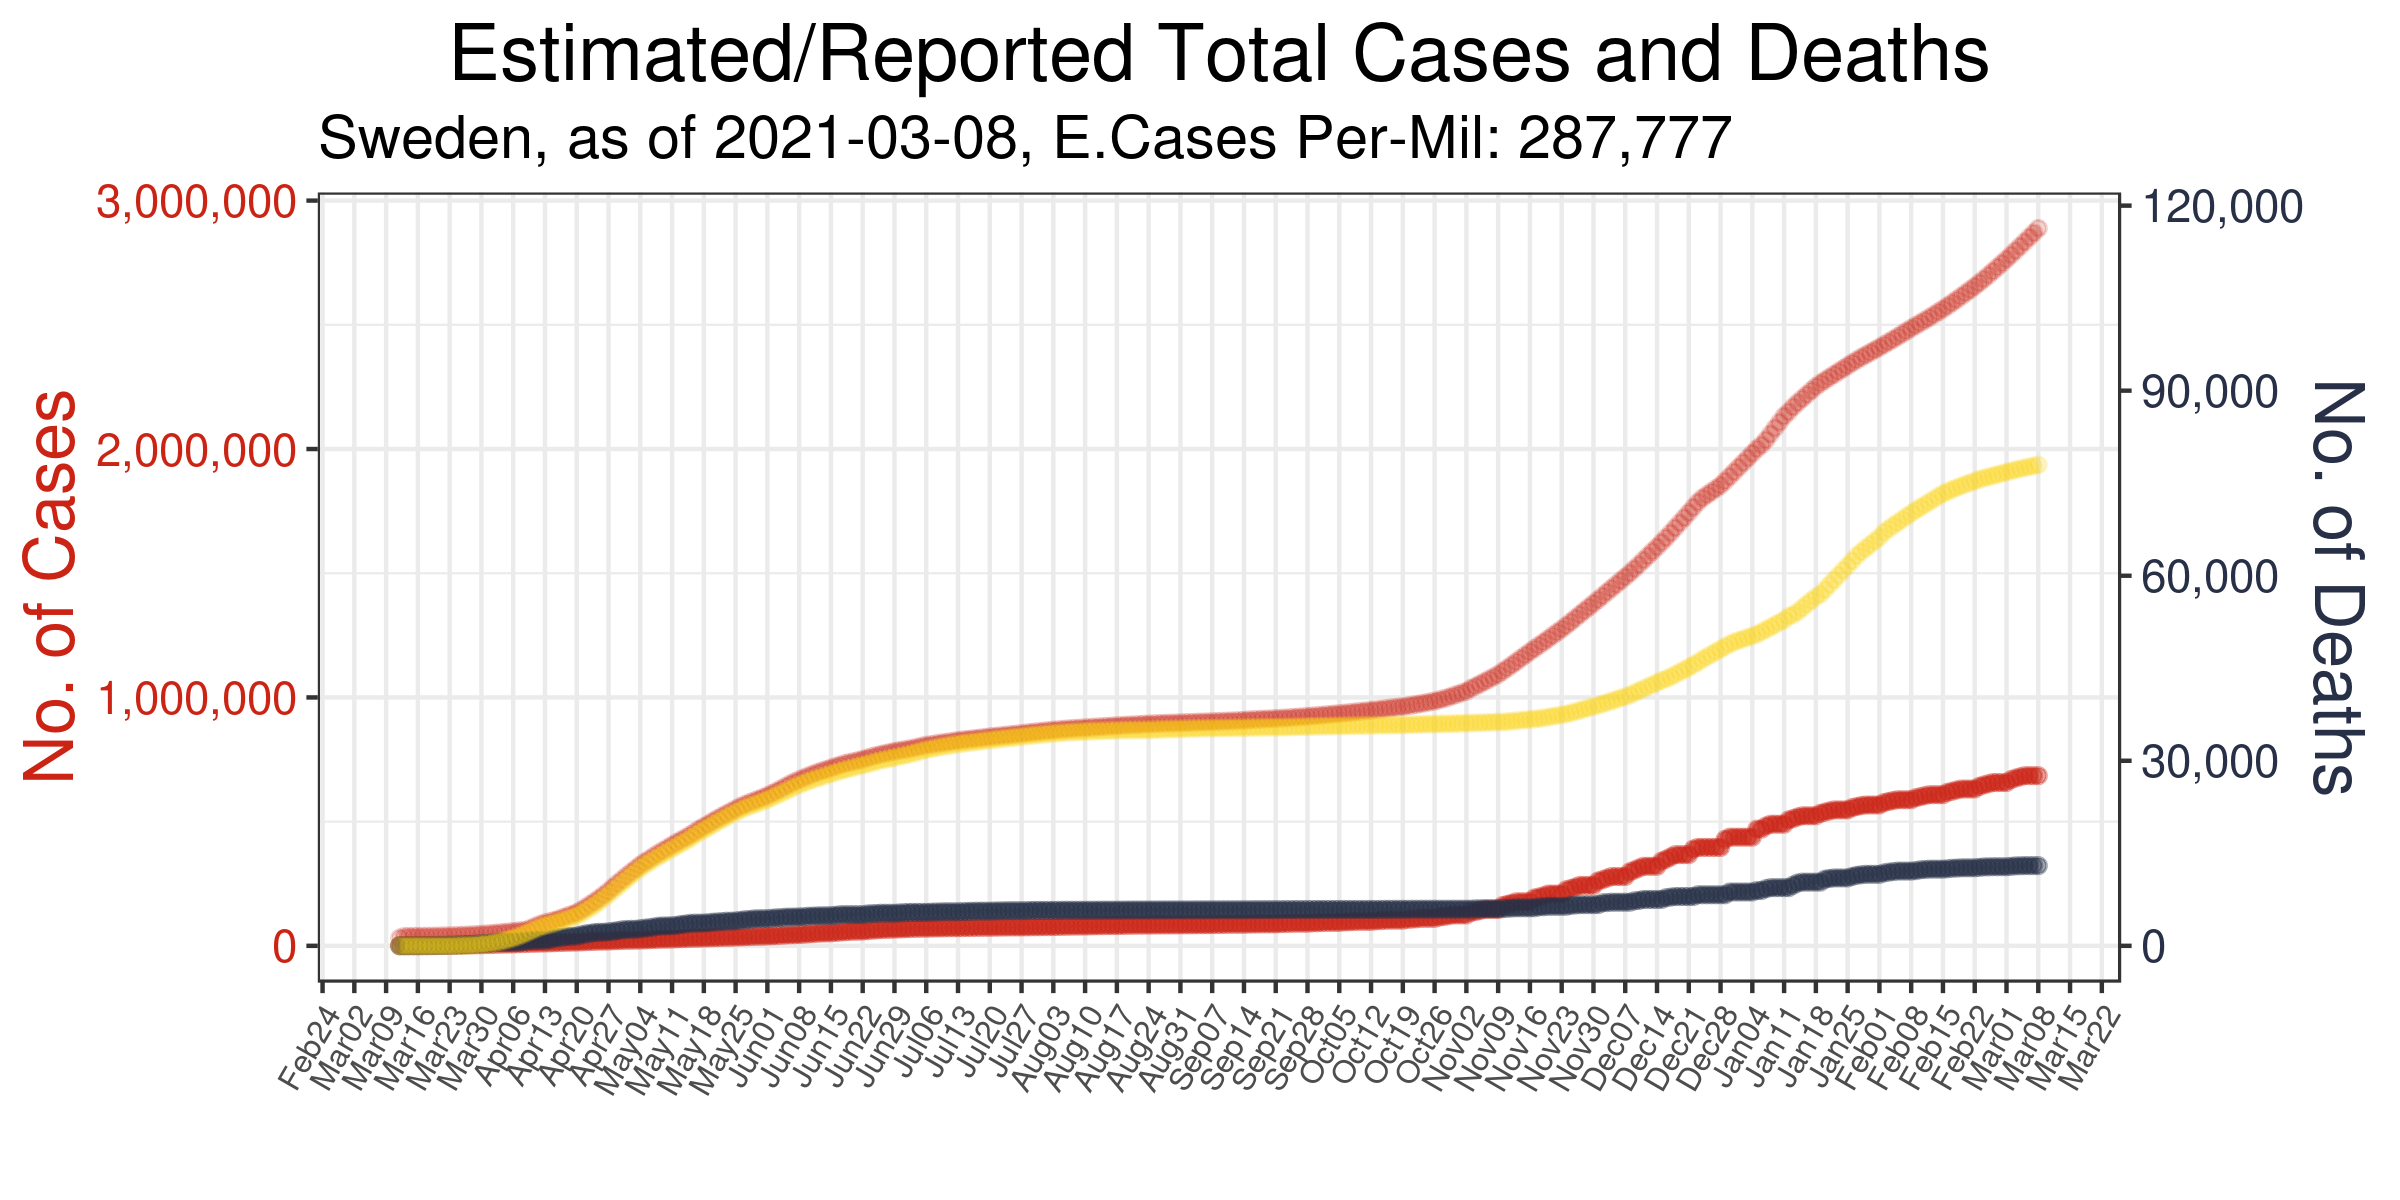 Estimated/Reported Total Cases and Deaths
Sweden, as of 2021-03-08, E.Cases Per-Mil: 287,777
No. of Cases
3,000,000
2,000,000
1,000,000
0
120,000
90,000
60,000
30,000
0
No. of Deaths
Feb24
Mar02
Mar09
Mar16
Mar23
Mar30
Apr06
Apr13
Apr20
Apr27
May04
May11
May18
May25
Jun01
Jun08
Jun15
Jun22
Jun29
Jul06
Jul13
Jul20
Jul27
Aug03
Aug10
Aug17
Aug24
Aug31
Sep07
Sep14
Sep21
Sep28
Oct05
Oct12
Oct19
Oct26
Nov02
Nov09
Nov16
Nov23
Nov30
Dec07
Dec14
Dec21
Dec28
Jan04
Jan11
Jan18
Jan25
Feb01
Feb08
Feb15
Feb22
Mar01
Mar08
Mar15
Mar22